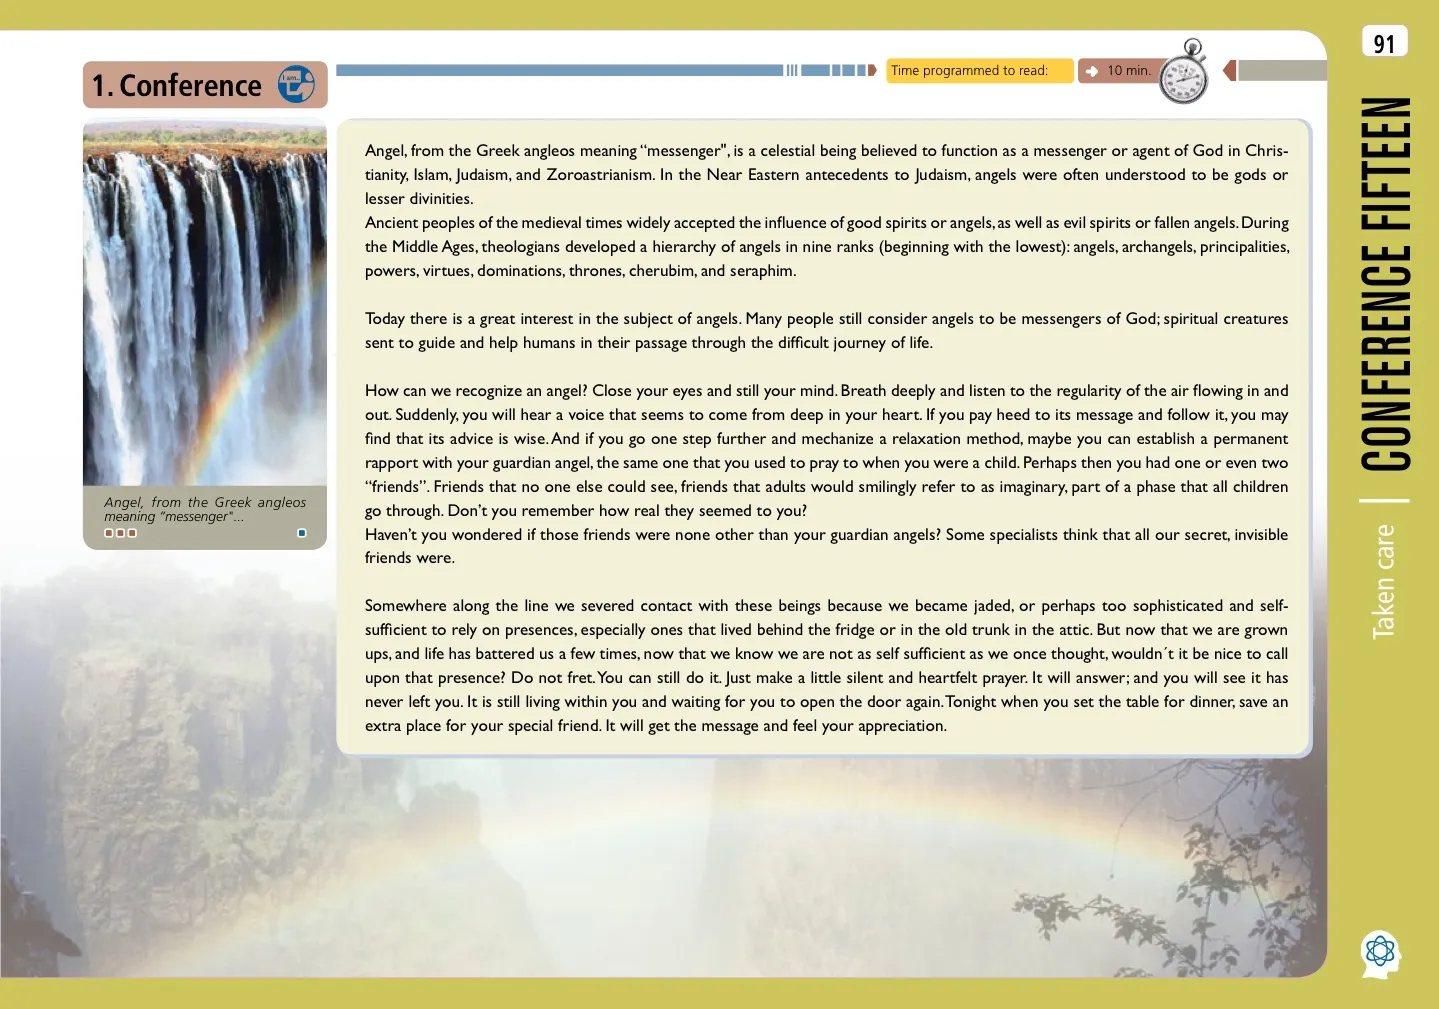 91
1. Conference
I am...
Time programmed to read:
10 min.
Angel, from the Greek angleos meaning “messenger", is a celestial being believed to function as a messenger or agent of God in Chris-
tianity, Islam, Judaism, and Zoroastrianism. In the Near Eastern antecedents to Judaism, angels were often understood to be gods or
lesser divinities.
Ancient peoples of the medieval times widely accepted the influence of good spirits or angels, as well as evil spirits or fallen angels. During
the Middle Ages, theologians developed a hierarchy of angels in nine ranks (beginning with the lowest): angels, archangels, principalities,
powers, virtues, dominations, thrones, cherubim, and seraphim.
Today there is a great interest in the subject of angels. Many people still consider angels to be messengers of God; spiritual creatures
sent to guide and help humans in their passage through the difficult journey of life.
How can we recognize an angel? Close your eyes and still your mind. Breath deeply and listen to the regularity of the air flowing in and
out. Suddenly, you will hear a voice that seems to come from deep in your heart. If you pay heed to its message and follow it, you may
find that its advice is wise. And if you go one step further and mechanize a relaxation method, maybe you can establish a permanent
rapport with your guardian angel, the same one that you used to pray to when you were a child. Perhaps then you had one or even two
“friends”. Friends that no one else could see, friends that adults would smilingly refer to as imaginary, part of a phase that all children
go through. Don’t you remember how real they seemed to you?
Haven’t you wondered if those friends were none other than your guardian angels? Some specialists think that all our secret, invisible
friends were.
Somewhere along the line we severed contact with these beings because we became jaded, or perhaps too sophisticated and self-
sufficient to rely on presences, especially ones that lived behind the fridge or in the old trunk in the attic. But now that we are grown
ups, and life has battered us a few times, now that we know we are not as self sufficient as we once thought, wouldn´t it be nice to call
upon that presence? Do not fret. You can still do it. Just make a little silent and heartfelt prayer. It will answer; and you will see it has
never left you. It is still living within you and waiting for you to open the door again. Tonight when you set the table for dinner, save an
extra place for your special friend. It will get the message and feel your appreciation.
Angel, from the Greek angleos
meaning “messenger"...
CONFERENCE FIFTEEN
Taken care